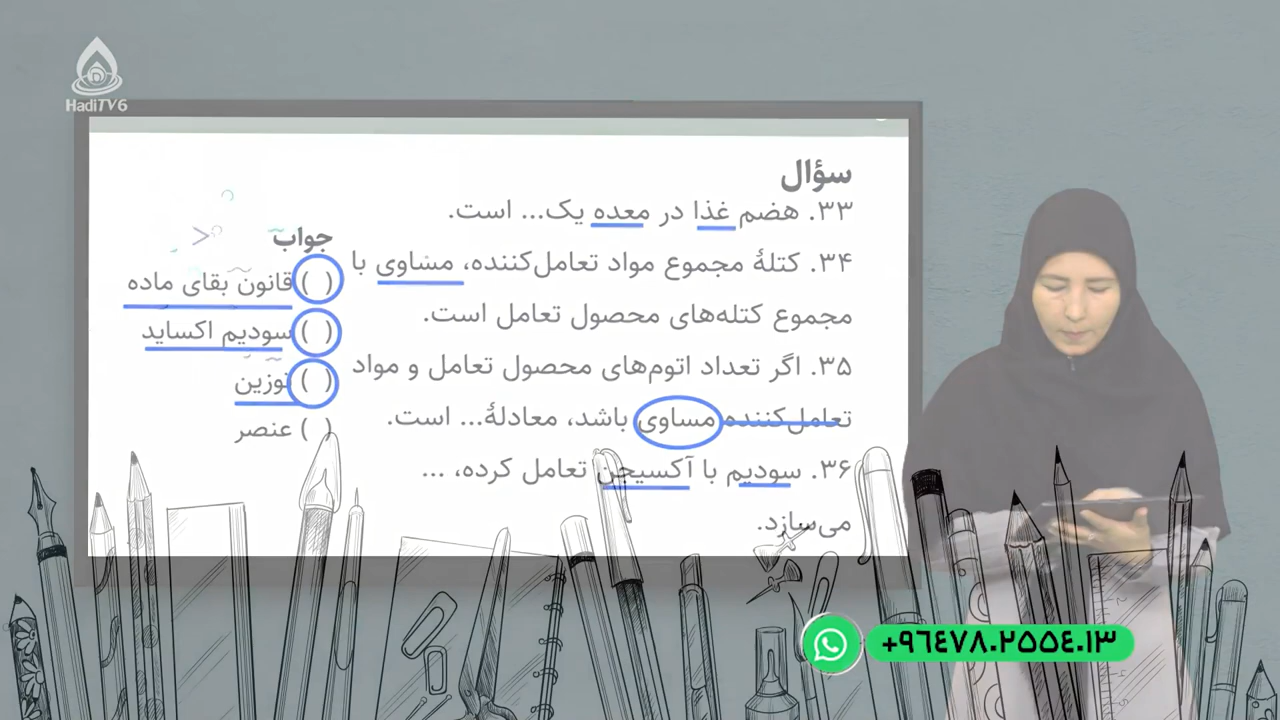 HadiTV6
سؤال
۳۳. هضم غذا در معده یک... است.
۳۴. کتلهٔ مجموع مواد تعامل‌کننده، مساوی با
مجموع کتله‌های محصول تعامل است.
۳۵. اگر تعداد اتوم‌های محصول تعامل و مواد
تعامل‌کننده مساوی باشد، معادلهٔ... است.
۳۶. سودیم با آکسیجن تعامل کرده، ...
می‌سازد.
جواب
( ) قانون بقای ماده
( ) سودیم اکساید
( ) توزین
( ) عنصر
+٩٦٤٧٨٠٢٥٥٤٠١٣